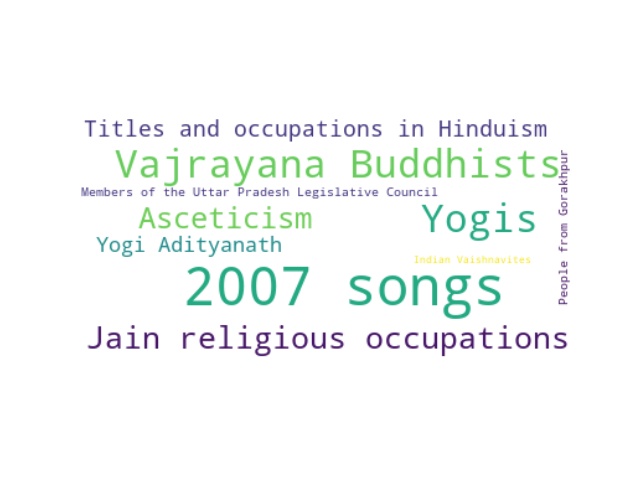 Titles and occupations in Hinduism
Vajrayana Buddhists
Members of the Uttar Pradesh Legislative Council
Asceticism
Yogis
People from Gorakhpur
Yogi Adityanath
Indian Vaishnavites
2007 songs
Jain religious occupations